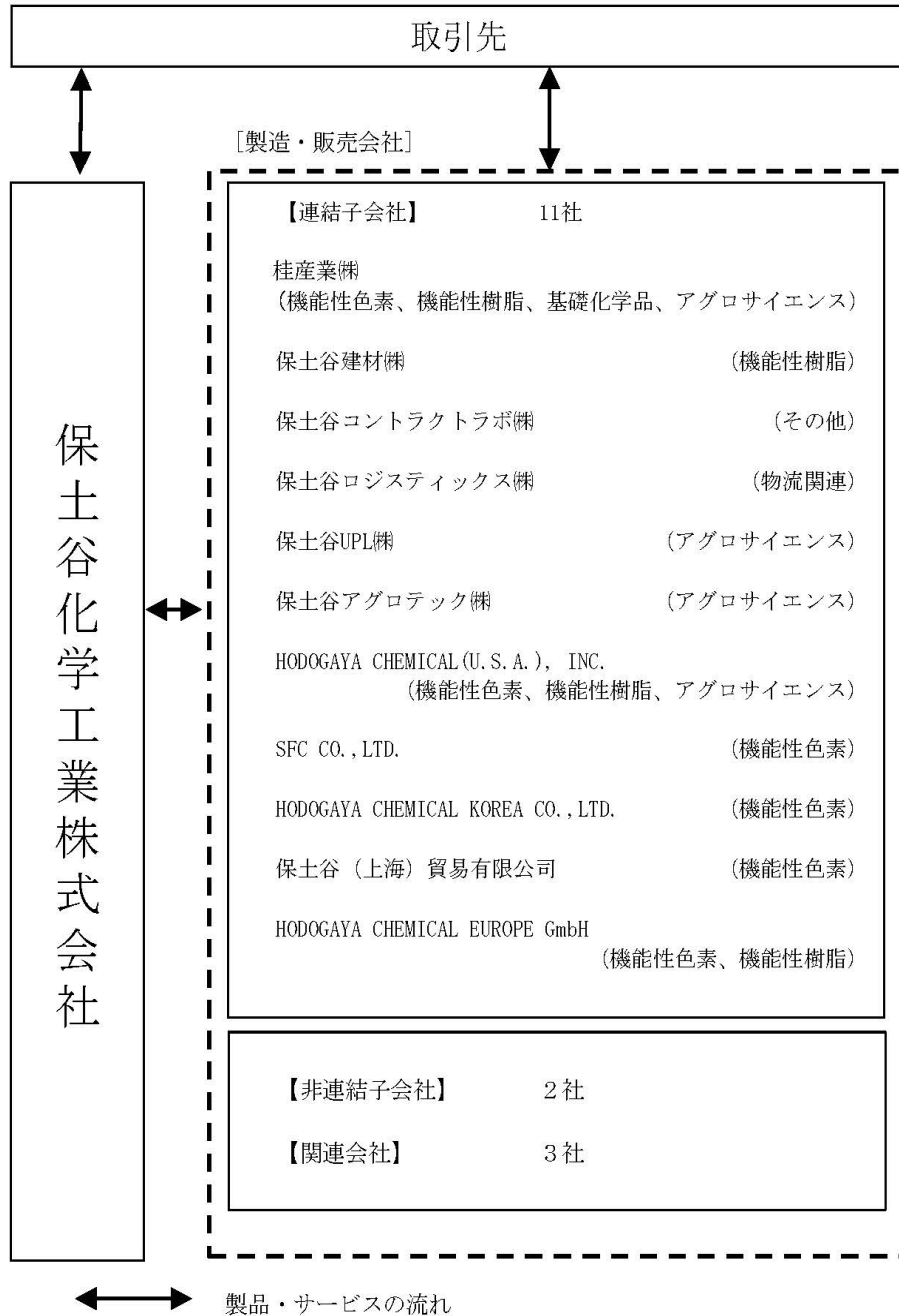 取引先
[製造・販売会社]
保土谷化学工業株式会社
【連結子会社】 11社
桂産業㈱
(機能性色素、機能性樹脂、基礎化学品、アグロサイエンス)
保土谷建材㈱ (機能性樹脂)
保土谷コントラクトラボ㈱ (その他)
保土谷ロジスティックス㈱ (物流関連)
保土谷UPL㈱ (アグロサイエンス)
保土谷アグロテック㈱ (アグロサイエンス)
HODOGAYA CHEMICAL(U.S.A.), INC.
(機能性色素、機能性樹脂、アグロサイエンス)
SFC CO.,LTD. (機能性色素)
HODOGAYA CHEMICAL KOREA CO.,LTD. (機能性色素)
保土谷（上海）貿易有限公司 (機能性色素)
HODOGAYA CHEMICAL EUROPE GmbH
(機能性色素、機能性樹脂)
【非連結子会社】 2社
【関連会社】 3社
製品・サービスの流れ